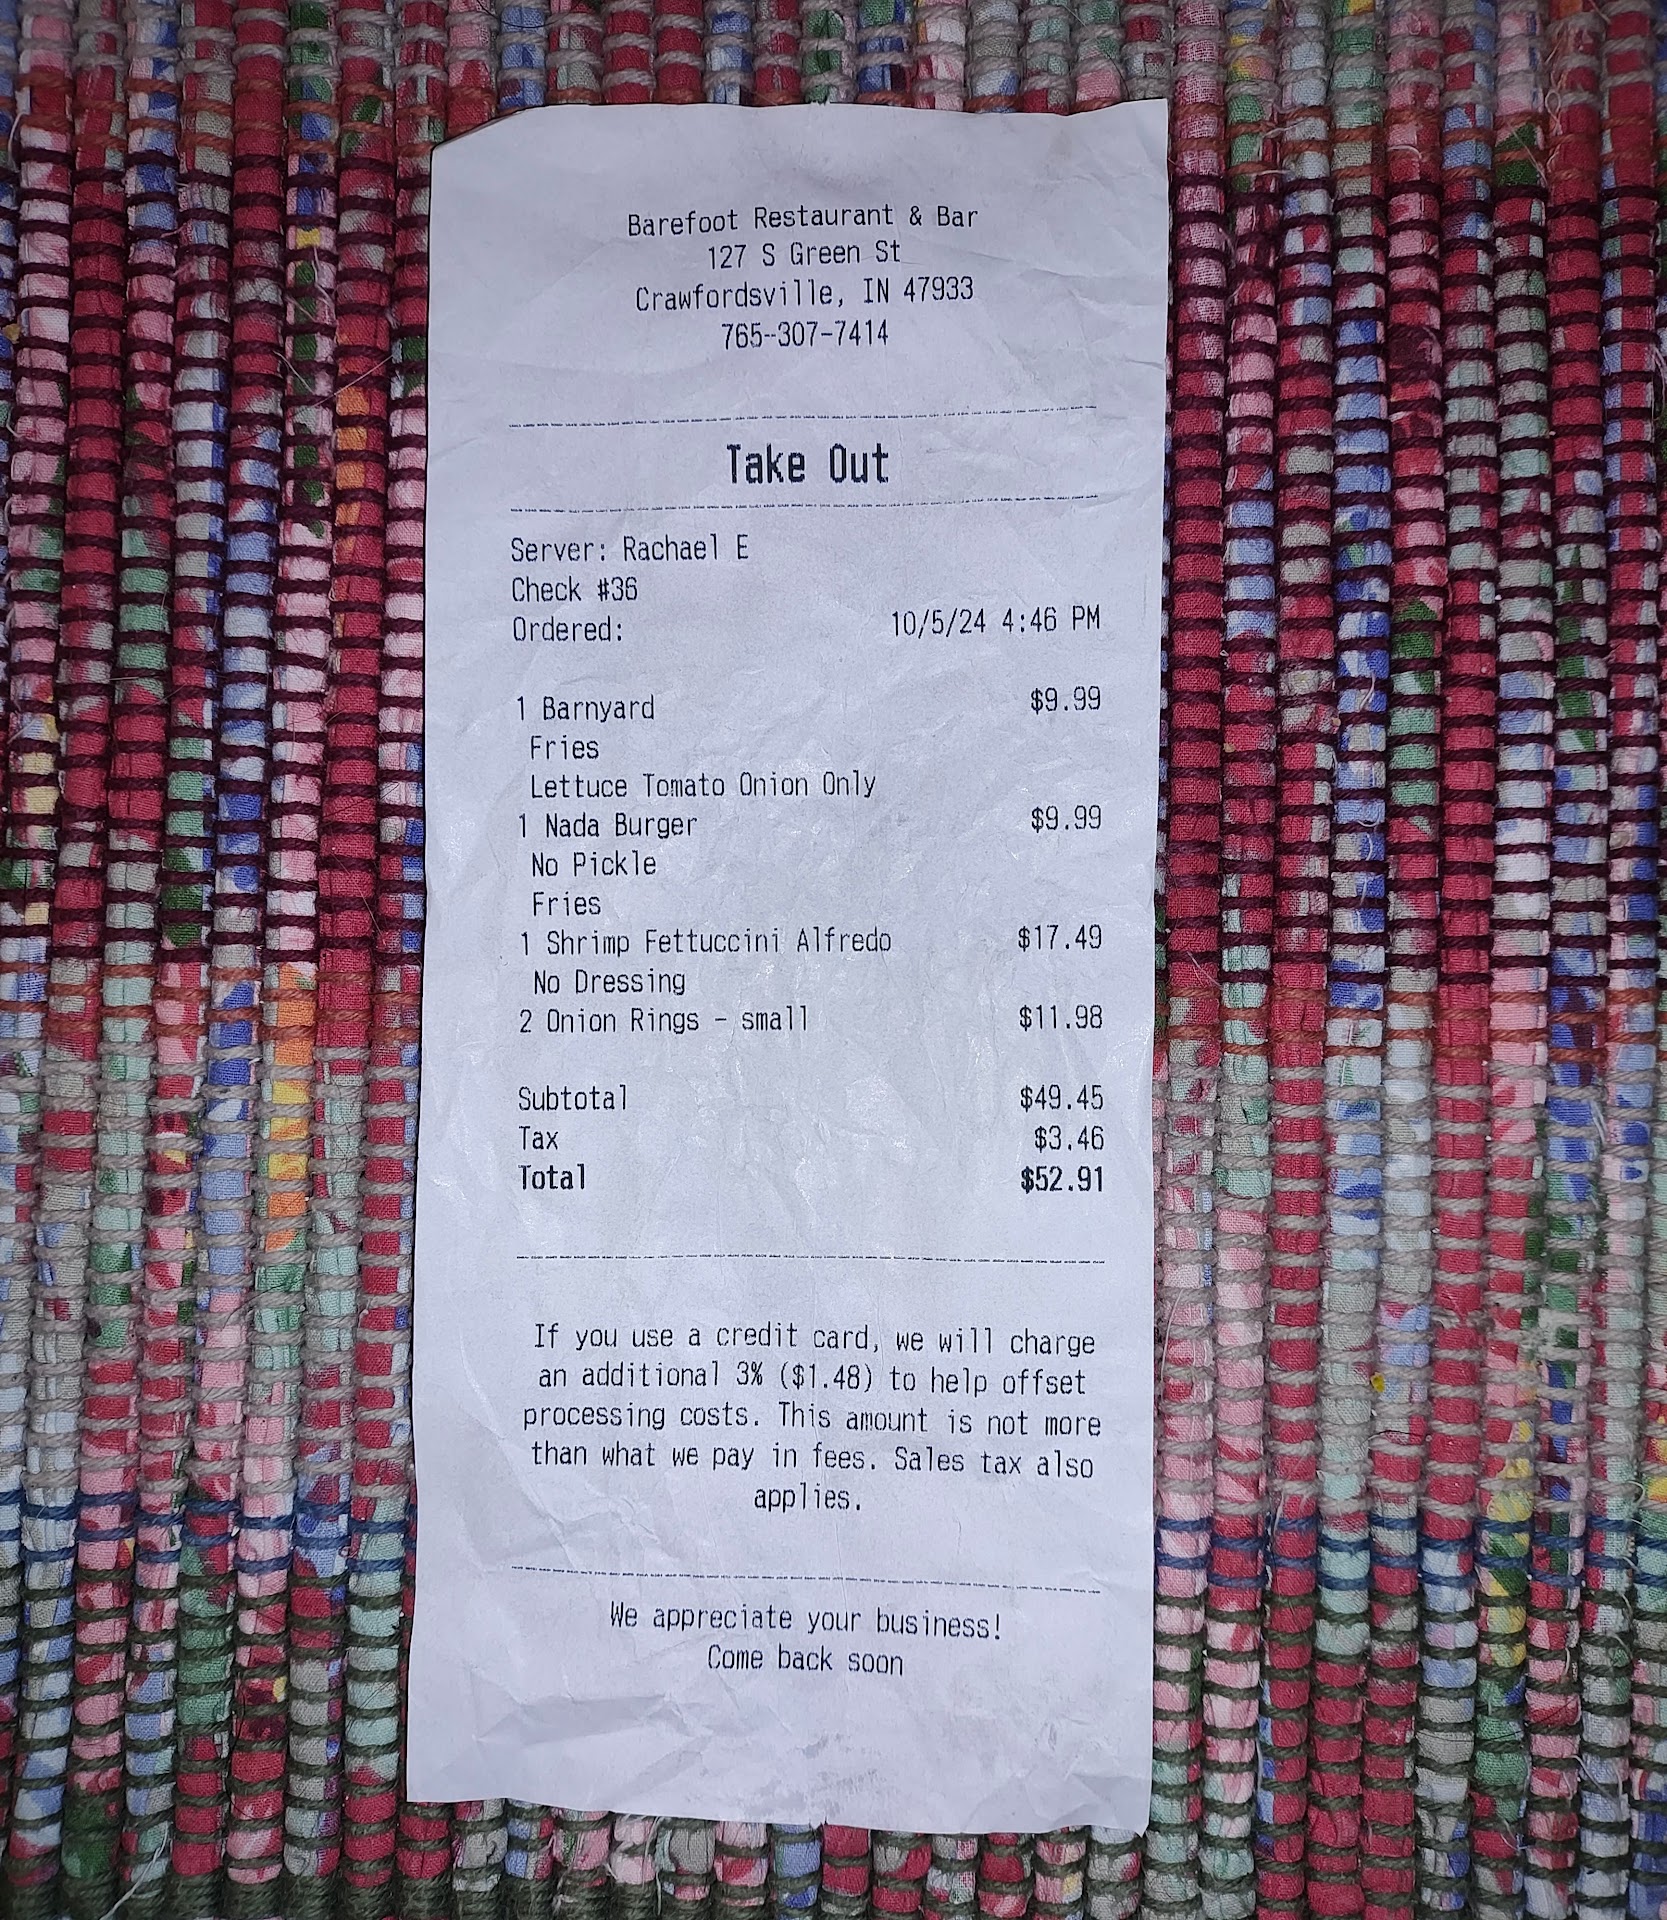 Barefoot Restaurant & Bar
127 S Green St
Crawfordsville, IN 47933
765-307-7414
Take Out
Server: Rachael E
Check #36
Ordered: 10/5/24 4:46 PM
1 Barnyard $9.99
Fries
Lettuce Tomato Onion Only
1 Nada Burger $9.99
No Pickle
Fries
1 Shrimp Fettuccini Alfredo $17.49
No Dressing
2 Onion Rings - small $11.98
Subtotal $49.45
Tax $3.46
Total $52.91
If you use a credit card, we will charge
an additional 3% ($1.48) to help offset
processing costs. This amount is not more
than what we pay in fees. Sales tax also
applies.
We appreciate your business!
Come back soon